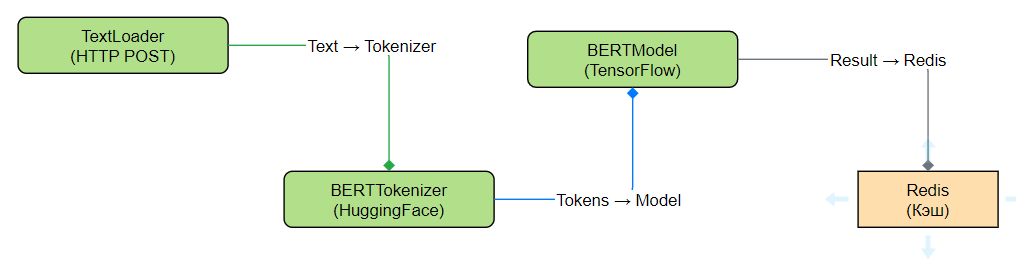 TextLoader
(HTTP POST)
Text → Tokenizer
BERTTokenizer
(HuggingFace)
Tokens → Model
BERTModel
(TensorFlow)
Result → Redis
Redis
(Кэш)